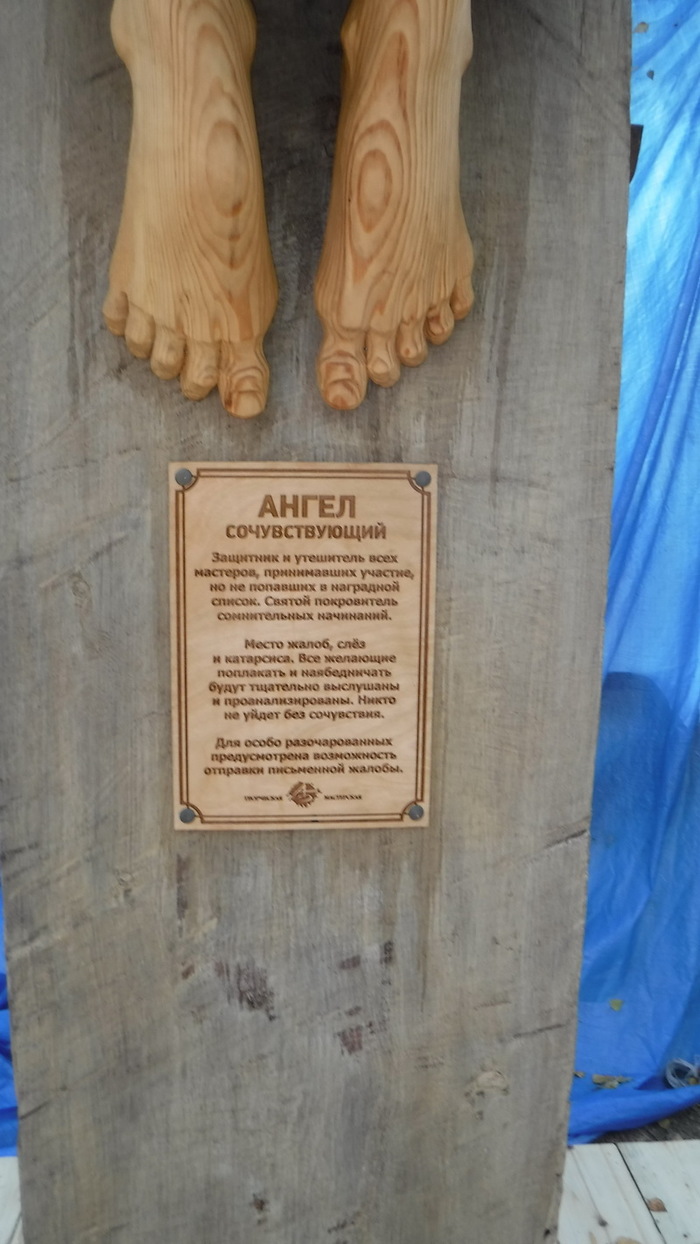 АНГЕЛ
СОЧУВСТВУЮЩИЙ
Защитник и утешитель всех
мастеров, принимавших участие,
но не попавших в наградной
список. Святой покровитель
сомнительных начинаний.
Место жалоб, слёз
и катарсиса. Все желающие
поплакать и наябедничать
будут тщательно выслушаны
и проанализированы. Никто
не уйдет без сочувствия.
Для особо разочарованных
предусмотрена возможность
отправки письменной жалобы.
ТВОРЧЕСКАЯ МАСТЕРСКАЯ